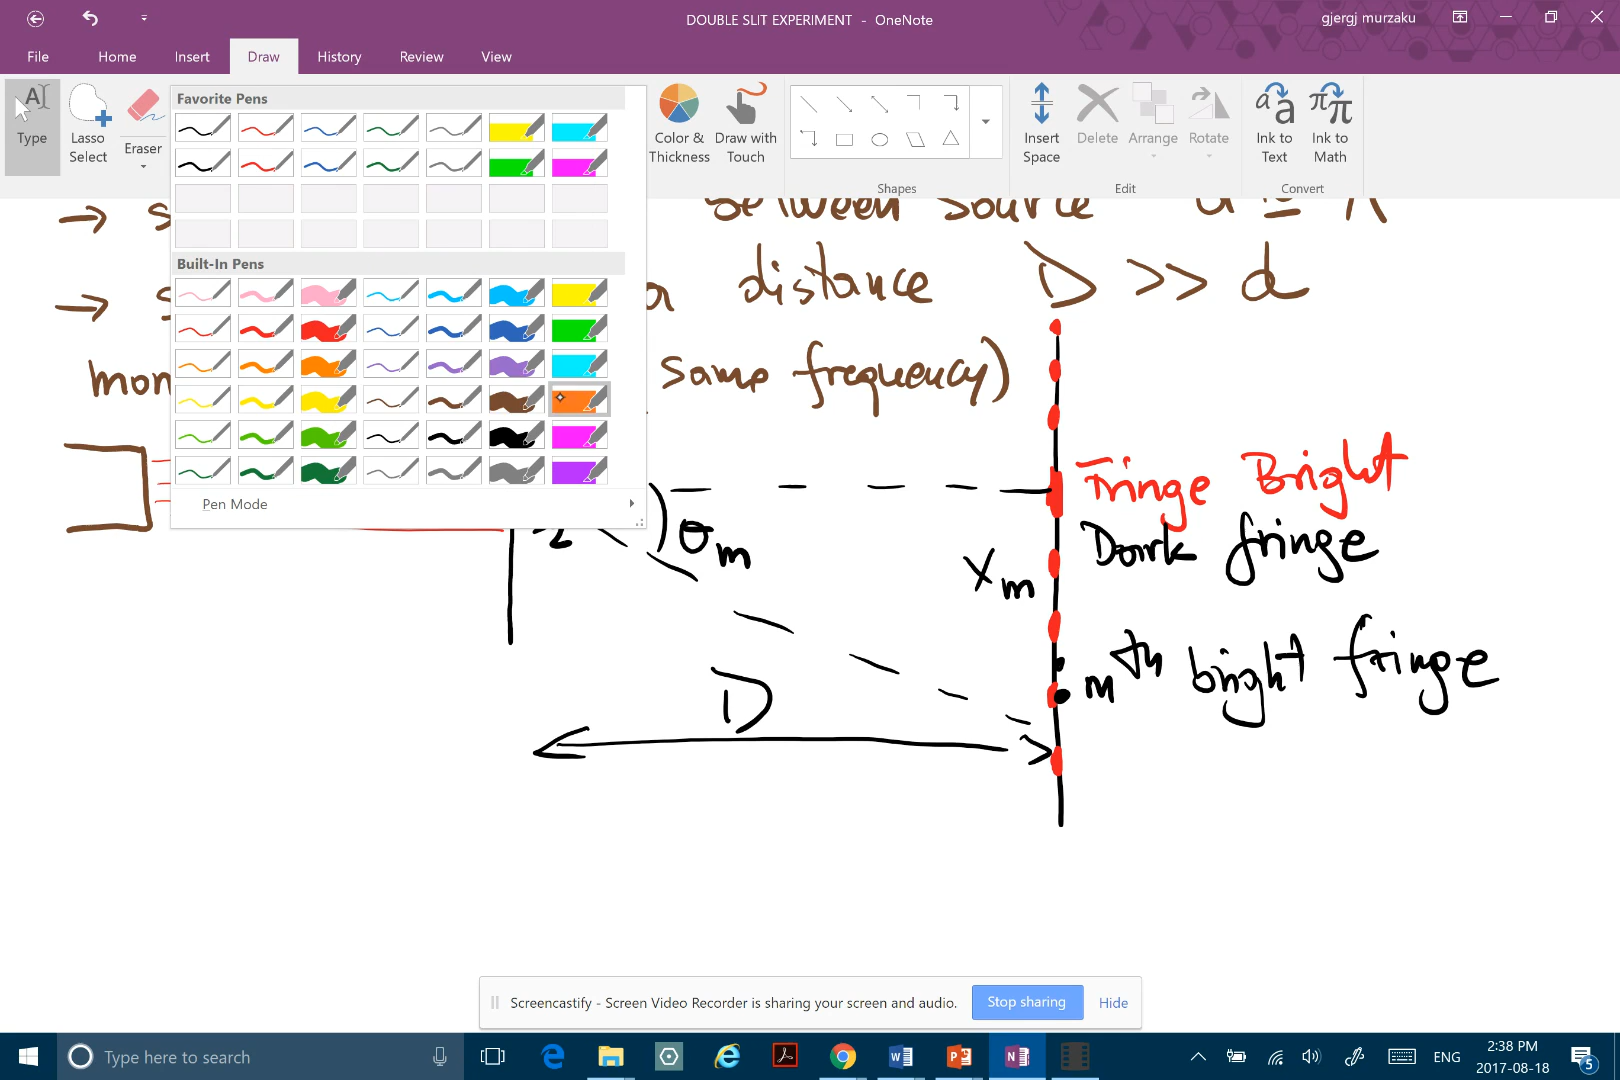 DOUBLE SLIT EXPERIMENT - OneNote
gjergj murzaku
File Home Insert Draw History Review View
Type
Lasso Select
Eraser
Favorite Pens
Built-In Pens
Pen Mode
Color & Thickness
Draw with Touch
Shapes
Insert Space
Delete
Arrange
Rotate
Edit
Ink to Text
Ink to Math
Convert
→ s between source d ≅ λ
→ s a distance D >> d
mon same frequency)
Fringe Bright
Dark fringe
2 θm
Xm
mth bright fringe
D
Screencastify - Screen Video Recorder is sharing your screen and audio. Stop sharing Hide
Type here to search
ENG
2:38 PM
2017-08-18
5